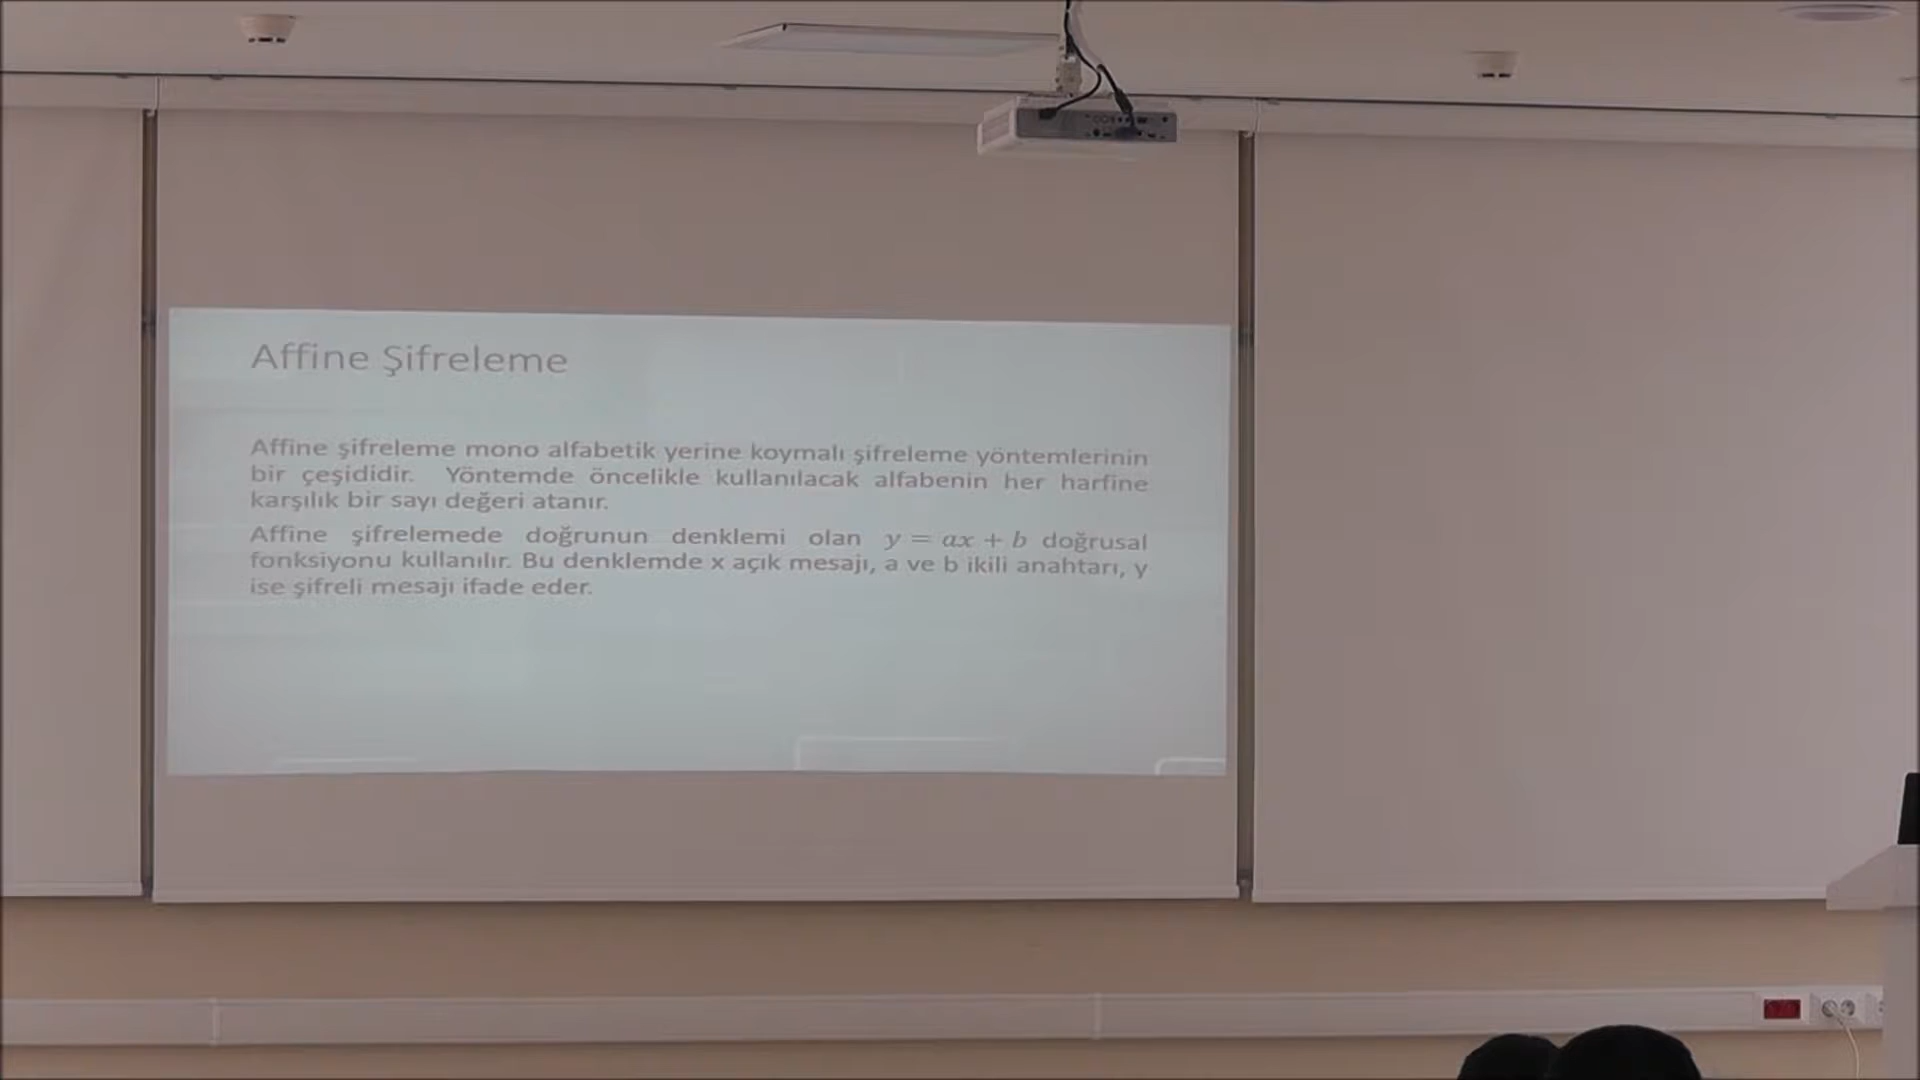 Affine Şifreleme
Affine şifreleme mono alfabetik yerine koymalı şifreleme yöntemlerinin
bir çeşididir. Yöntemde öncelikle kullanılacak alfabenin her harfine
karşılık bir sayı değeri atanır.
Affine şifrelemede doğrunun denklemi olan y = ax + b doğrusal
fonksiyonu kullanılır. Bu denklemde x açık mesajı, a ve b ikili anahtarı, y
ise şifreli mesajı ifade eder.